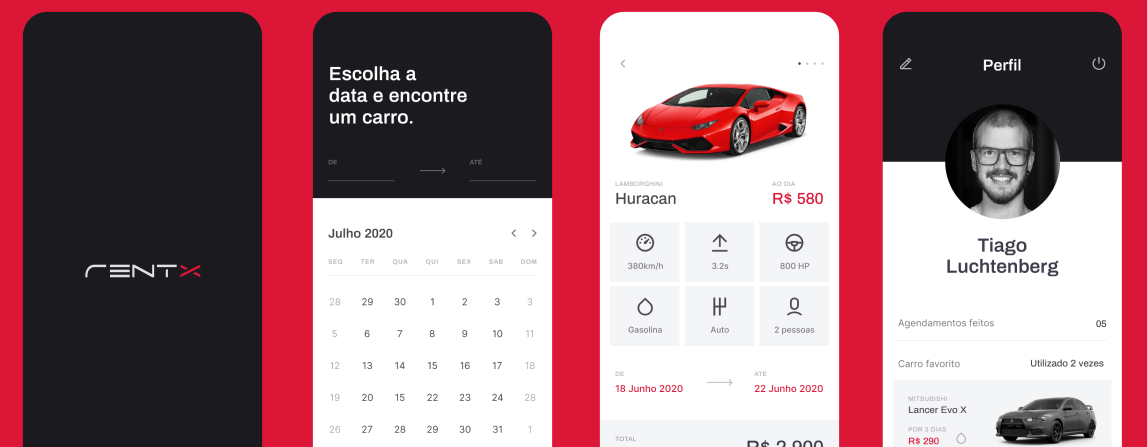 RENTX
Escolha a
data e encontre
um carro.
DE
ATÉ
Julho 2020
SEG TER QUA QUI SEX SAB DOM
28 29 30 1 2 3 3
5 6 7 8 9 10 11
12 13 14 15 16 17 18
19 20 15 22 23 24 28
26 27 28 29 30 31 1
LAMBORGHINI
AO DIA
Huracan
R$ 580
380km/h
3.2s
800 HP
Gasolina
Auto
2 pessoas
DE
ATÉ
18 Junho 2020
22 Junho 2020
TOTAL
R$ 2.900
Perfil
Tiago
Luchtenberg
Agendamentos feitos
05
Carro favorito
Utilizado 2 vezes
MITSUBISHI
Lancer Evo X
POR 3 DIAS
R$ 290